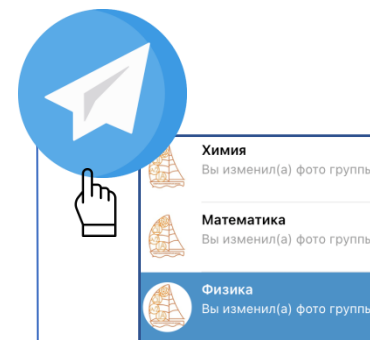 Химия
Вы изменил(а) фото группы
Математика
Вы изменил(а) фото группы
Физика
Вы изменил(а) фото группы